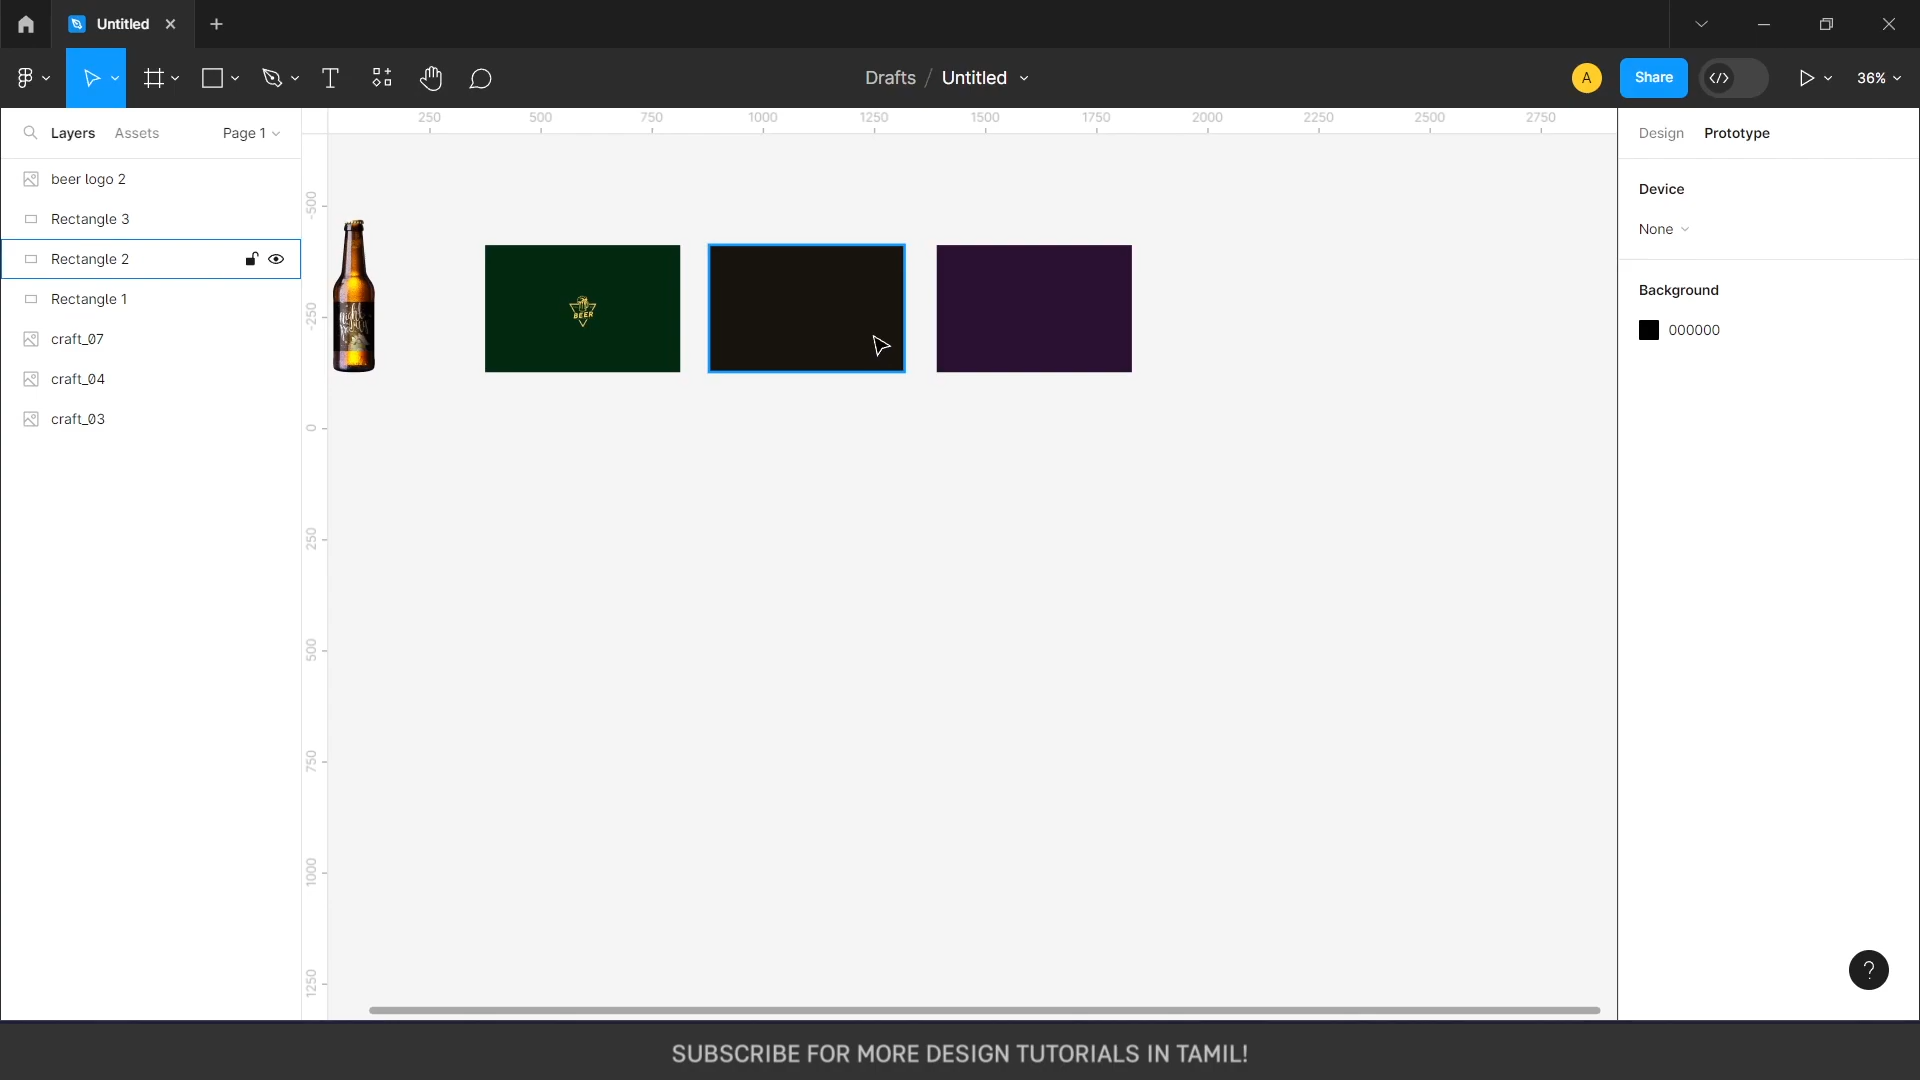 Untitled
Drafts / Untitled
A
Share
36%
Layers
Assets
Page 1
beer logo 2
Rectangle 3
Rectangle 2
Rectangle 1
craft_07
craft_04
craft_03
250 500 750 1000 1250 1500 1750 2000 2250 2500 2750
-500
-250
0
250
500
750
1000
1250
BEER
Design
Prototype
Device
None
Background
000000
?
SUBSCRIBE FOR MORE DESIGN TUTORIALS IN TAMIL!